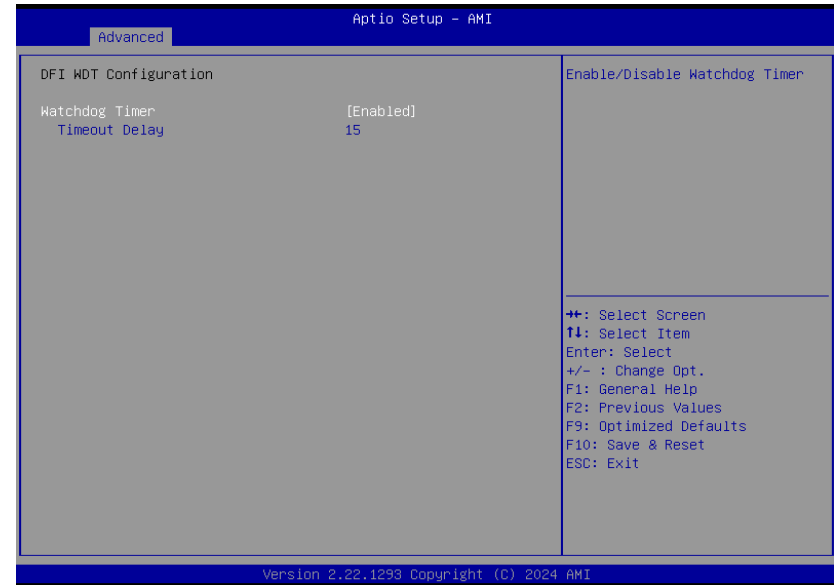 Aptio Setup – AMI
Advanced
DFI WDT Configuration
Watchdog Timer [Enabled]
Timeout Delay 15
Enable/Disable Watchdog Timer
→←: Select Screen
↑↓: Select Item
Enter: Select
+/- : Change Opt.
F1: General Help
F2: Previous Values
F9: Optimized Defaults
F10: Save & Reset
ESC: Exit
Version 2.22.1293 Copyright (C) 2024 AMI